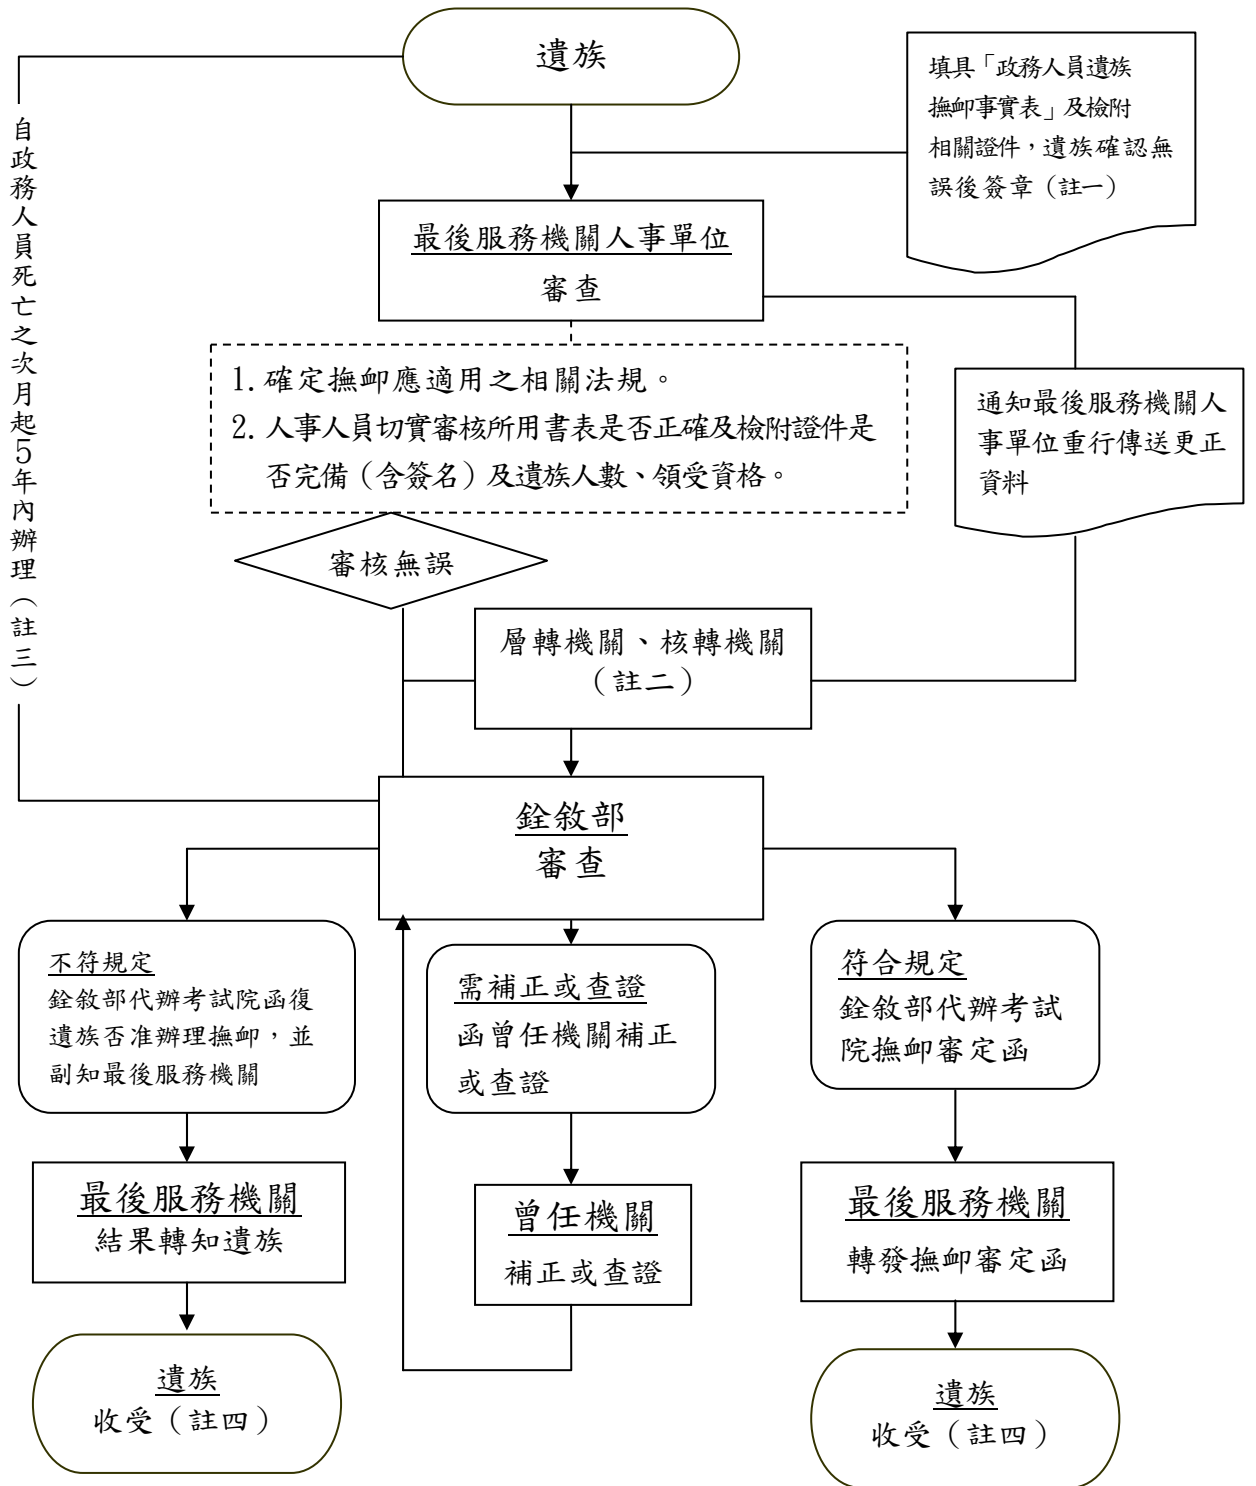 遺族
填具「政務人員遺族
撫卹事實表」及檢附
相關證件，遺族確認無
誤後簽章（註一）
自政務人員死亡之次月起5年內辦理（註三）
最後服務機關人事單位
審查
1. 確定撫卹應適用之相關法規。
2. 人事人員切實審核所用書表是否正確及檢附證件是
否完備（含簽名）及遺族人數、領受資格。
通知最後服務機關人
事單位重行傳送更正
資料
審核無誤
層轉機關、核轉機關
（註二）
銓敘部
審查
不符規定
銓敘部代辦考試院函復
遺族否准辦理撫卹，並
副知最後服務機關
需補正或查證
函曾任機關補正
或查證
符合規定
銓敘部代辦考試
院撫卹審定函
最後服務機關
結果轉知遺族
曾任機關
補正或查證
最後服務機關
轉發撫卹審定函
遺族
收受（註四）
遺族
收受（註四）